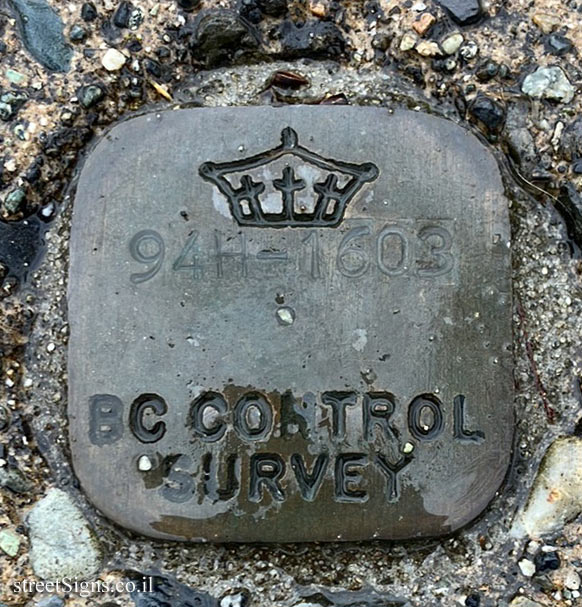 94H-1603
BC CONTROL
SURVEY
streetSigns.co.il